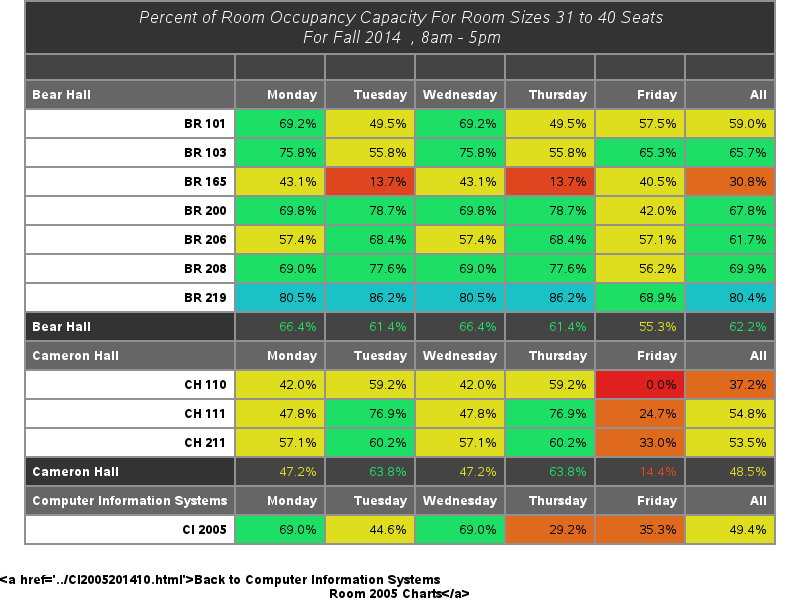 Percent of Room Occupancy Capacity For Room Sizes 31 to 40 Seats
For Fall 2014 , 8am - 5pm
Bear Hall Monday Tuesday Wednesday Thursday Friday All
BR 101 69.2% 49.5% 69.2% 49.5% 57.5% 59.0%
BR 103 75.8% 55.8% 75.8% 55.8% 65.3% 65.7%
BR 165 43.1% 13.7% 43.1% 13.7% 40.5% 30.8%
BR 200 69.8% 78.7% 69.8% 78.7% 42.0% 67.8%
BR 206 57.4% 68.4% 57.4% 68.4% 57.1% 61.7%
BR 208 69.0% 77.6% 69.0% 77.6% 56.2% 69.9%
BR 219 80.5% 86.2% 80.5% 86.2% 68.9% 80.4%
Bear Hall 66.4% 61.4% 66.4% 61.4% 55.3% 62.2%
Cameron Hall Monday Tuesday Wednesday Thursday Friday All
CH 110 42.0% 59.2% 42.0% 59.2% 0.0% 37.2%
CH 111 47.8% 76.9% 47.8% 76.9% 24.7% 54.8%
CH 211 57.1% 60.2% 57.1% 60.2% 33.0% 53.5%
Cameron Hall 47.2% 63.8% 47.2% 63.8% 14.4% 48.5%
Computer Information Systems Monday Tuesday Wednesday Thursday Friday All
CI 2005 69.0% 44.6% 69.0% 29.2% 35.3% 49.4%
<a href='../CI2005201410.html'>Back to Computer Information Systems
Room 2005 Charts</a>